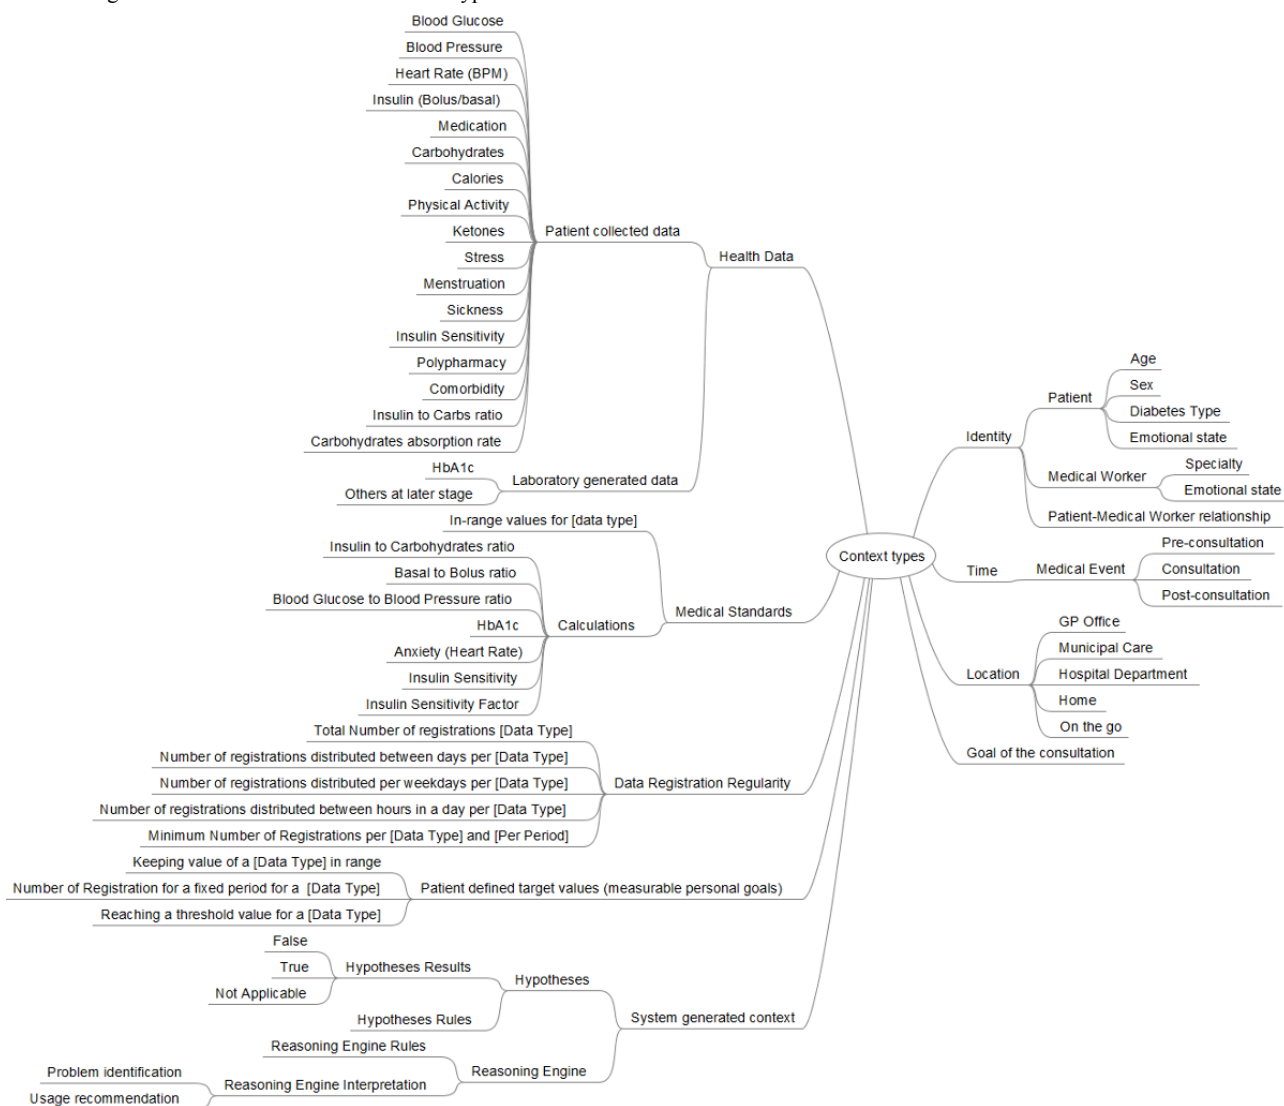 Blood Glucose
Blood Pressure
Heart Rate (BPM)
Insulin (Bolus/basal)
Medication
Carbohydrates
Calories
Physical Activity
Ketones
Stress
Menstruation
Sickness
Insulin Sensitivity
Polypharmacy
Comorbidity
Insulin to Carbs ratio
Carbohydrates absorption rate
Patient collected data
HbA1c
Others at later stage
Laboratory generated data
Health Data
In-range values for [data type]
Insulin to Carbohydrates ratio
Basal to Bolus ratio
Blood Glucose to Blood Pressure ratio
HbA1c
Anxiety (Heart Rate)
Insulin Sensitivity
Insulin Sensitivity Factor
Calculations
Medical Standards
Total Number of registrations [Data Type]
Number of registrations distributed between days per [Data Type]
Number of registrations distributed per weekdays per [Data Type]
Number of registrations distributed between hours in a day per [Data Type]
Minimum Number of Registrations per [Data Type] and [Per Period]
Data Registration Regularity
Keeping value of a [Data Type] in range
Number of Registration for a fixed period for a [Data Type]
Reaching a threshold value for a [Data Type]
Patient defined target values (measurable personal goals)
False
True
Not Applicable
Hypotheses Results
Hypotheses Rules
Hypotheses
Reasoning Engine Rules
Problem identification
Usage recommendation
Reasoning Engine Interpretation
Reasoning Engine
System generated context
Context types
Identity
Patient
Age
Sex
Diabetes Type
Emotional state
Medical Worker
Specialty
Emotional state
Patient-Medical Worker relationship
Time
Medical Event
Pre-consultation
Consultation
Post-consultation
Location
GP Office
Municipal Care
Hospital Department
Home
On the go
Goal of the consultation